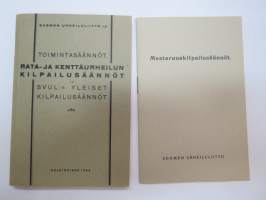 SUOMEN URHEILULIITTO
TOIMINTASÄÄNNÖT
RATA- JA KENTTÄURHEILUN
KILPAILUSÄÄNNÖT
SVUL:n YLEISET
KILPAILUSÄÄNNÖT
Mestaruuskilpailusäännöt.
SUOMEN URHEILULIITTO